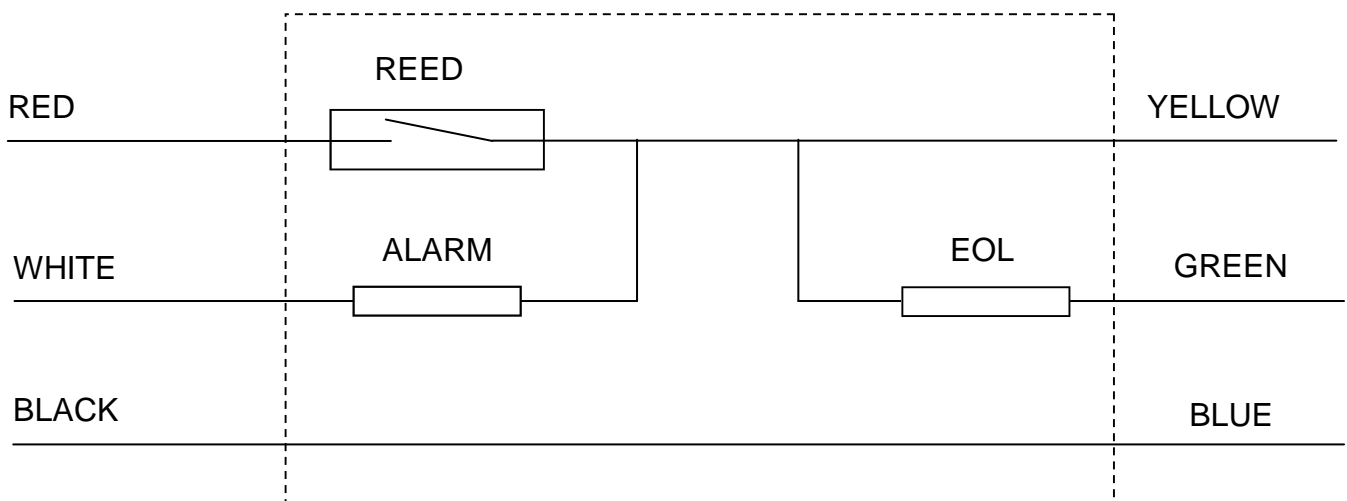 REED
RED
YELLOW
ALARM
EOL
WHITE
GREEN
BLACK
BLUE